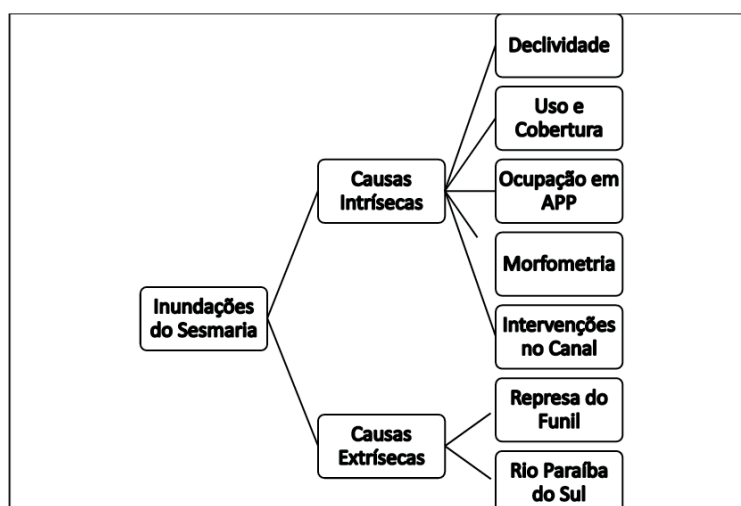 Declividade
Uso e
Cobertura
Causas
Intrísecas
Ocupação em
APP
Morfometria
Inundações
do Sesmaria
Intervenções
no Canal
Represa do
Funil
Causas
Extrísecas
Rio Paraíba
do Sul